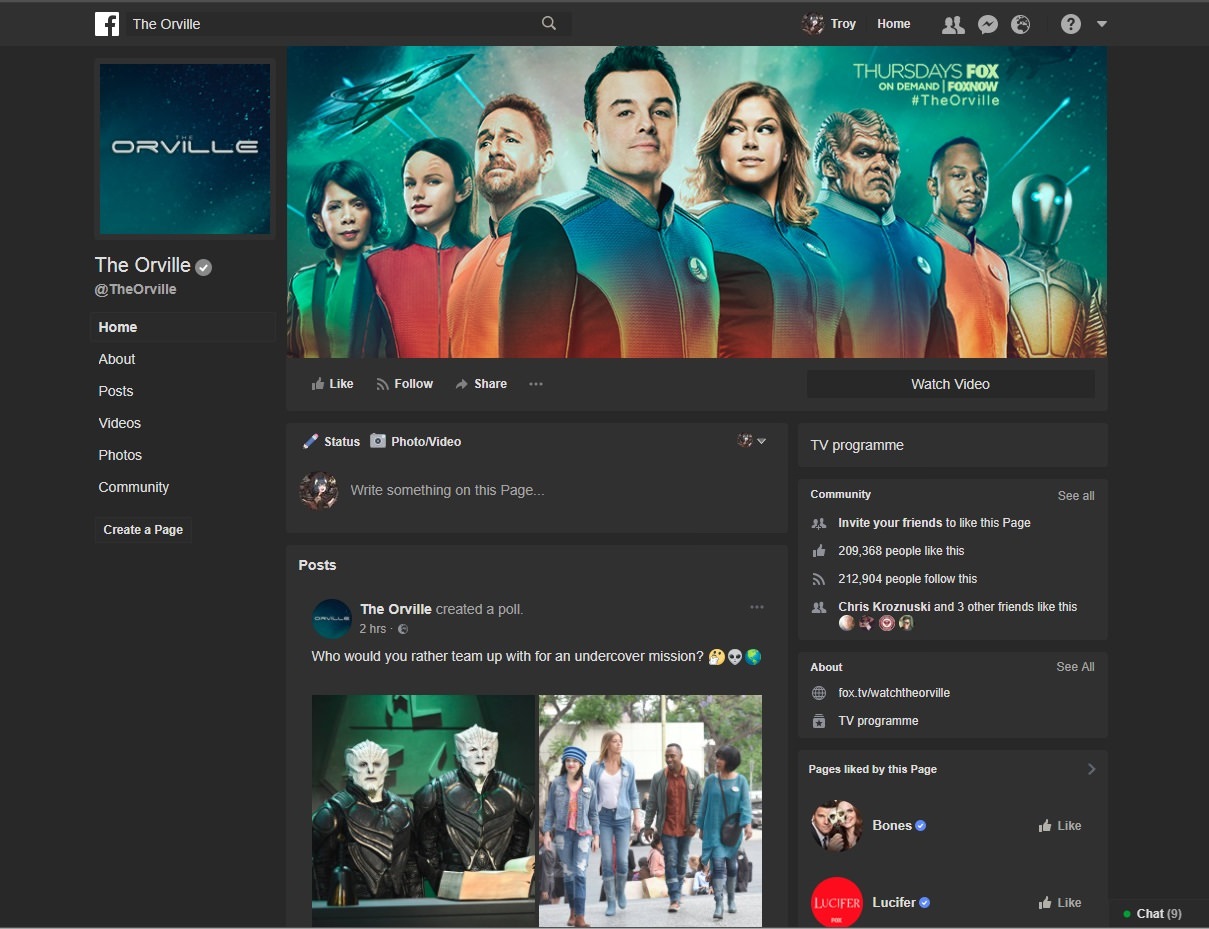 The Orville
Troy
Home
?
THE
ORVILLE
THURSDAYS FOX
ON DEMAND | FOXNOW
#TheOrville
The Orville
@TheOrville
Home
About
Posts
Videos
Photos
Community
Create a Page
Like
Follow
Share
Watch Video
Status
Photo/Video
Write something on this Page...
Posts
ORVILLE
The Orville created a poll.
2 hrs ·
Who would you rather team up with for an undercover mission? 🤔👽🌏
TV programme
Community
See all
Invite your friends to like this Page
209,368 people like this
212,904 people follow this
Chris Kroznuski and 3 other friends like this
About
See All
fox.tv/watchtheorville
TV programme
Pages liked by this Page
Bones
Like
LUCIFER
FOX
Lucifer
Like
Chat (9)